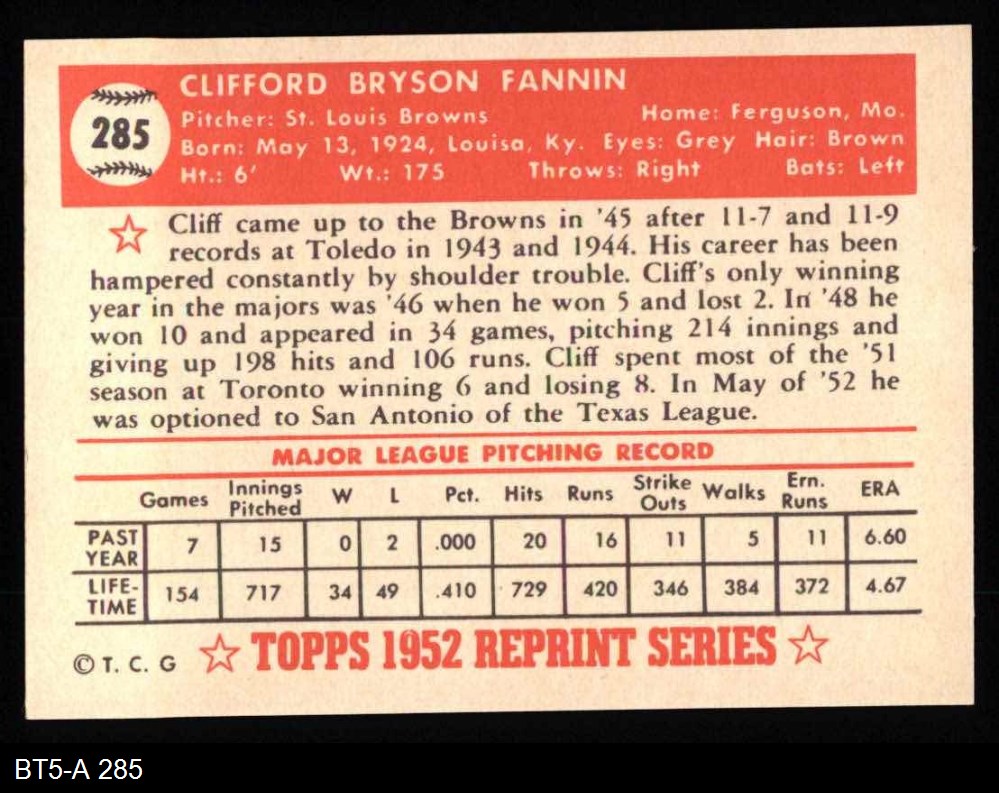 285
CLIFFORD BRYSON FANNIN
Pitcher: St. Louis Browns Home: Ferguson, Mo.
Born: May 13, 1924, Louisa, Ky. Eyes: Grey Hair: Brown
Ht.: 6' Wt.: 175 Throws: Right Bats: Left
Cliff came up to the Browns in '45 after 11-7 and 11-9
records at Toledo in 1943 and 1944. His career has been
hampered constantly by shoulder trouble. Cliff's only winning
year in the majors was '46 when he won 5 and lost 2. In '48 he
won 10 and appeared in 34 games, pitching 214 innings and
giving up 198 hits and 106 runs. Cliff spent most of the '51
season at Toronto winning 6 and losing 8. In May of '52 he
was optioned to San Antonio of the Texas League.
MAJOR LEAGUE PITCHING RECORD
Games Innings Pitched W L Pct. Hits Runs Strike Outs Walks Ern. Runs ERA
PAST YEAR 7 15 0 2 .000 20 16 11 5 11 6.60
LIFE-TIME 154 717 34 49 .410 729 420 346 384 372 4.67
© T. C. G TOPPS 1952 REPRINT SERIES
BT5-A 285